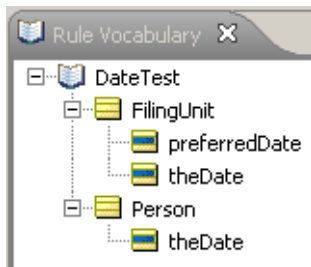 Rule Vocabulary
DateTest
FilingUnit
preferredDate
theDate
Person
theDate